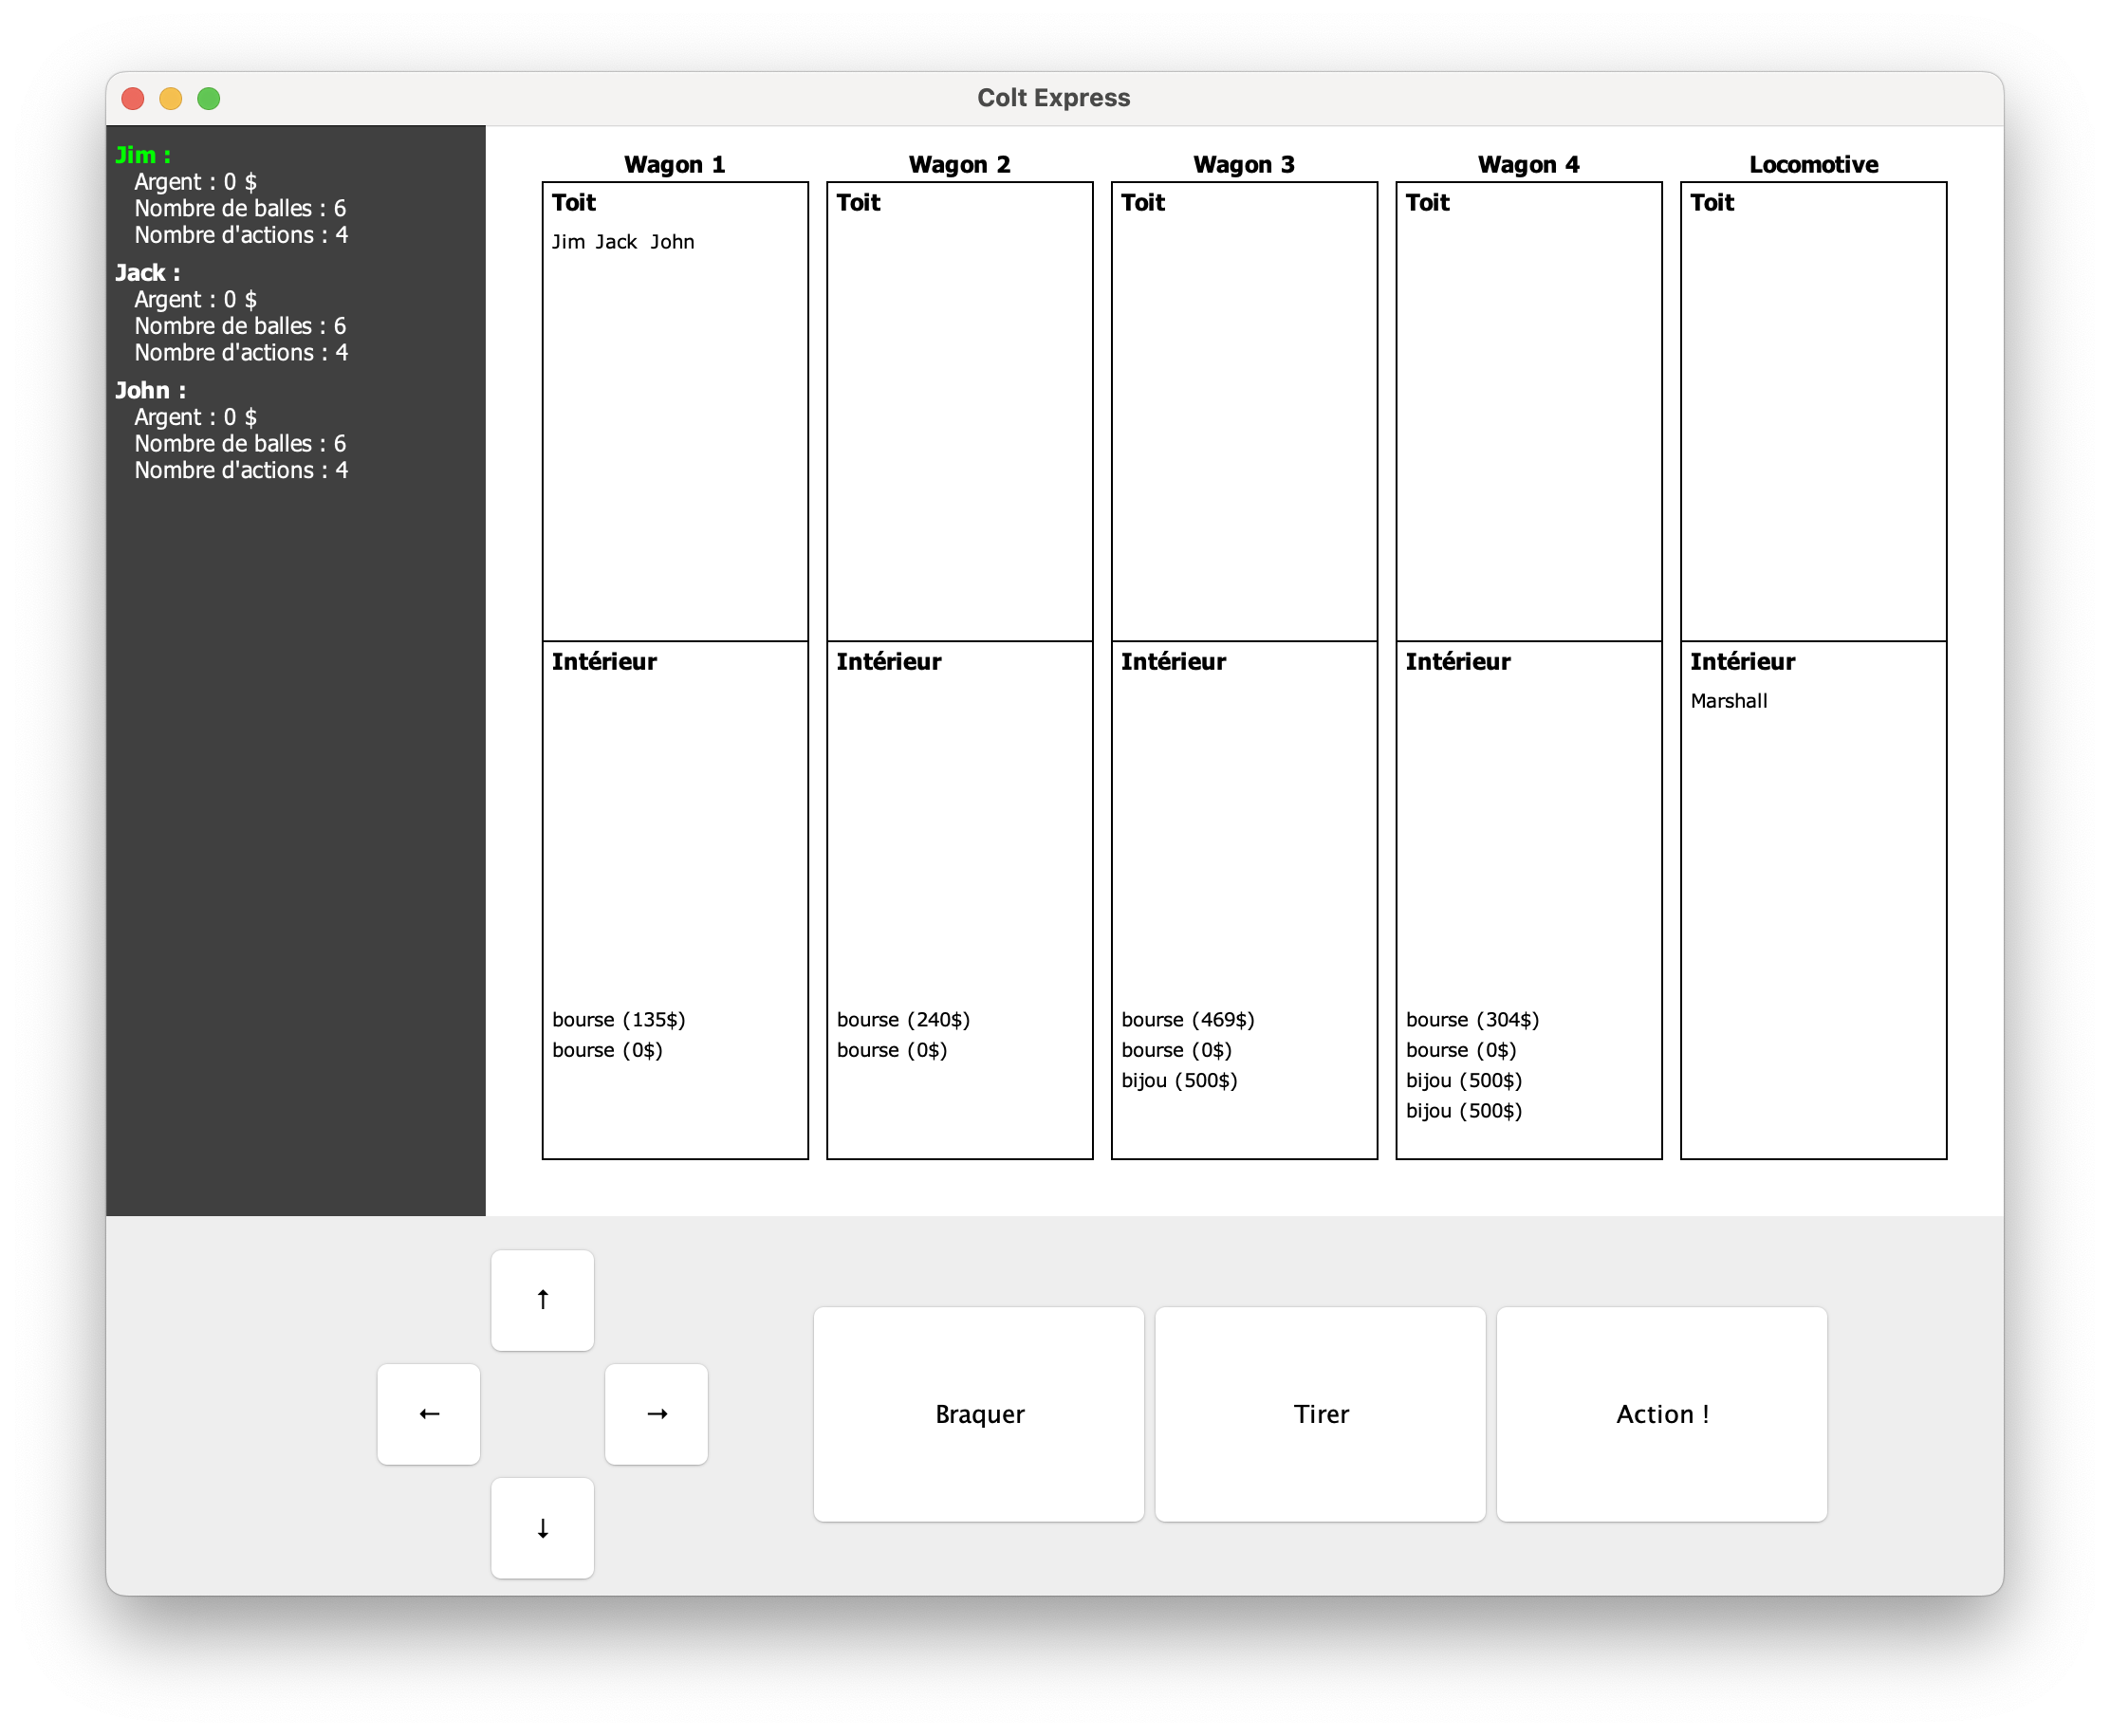 Colt Express
Jim :
Argent : 0 $
Nombre de balles : 6
Nombre d'actions : 4
Jack :
Argent : 0 $
Nombre de balles : 6
Nombre d'actions : 4
John :
Argent : 0 $
Nombre de balles : 6
Nombre d'actions : 4
Wagon 1
Toit
Jim Jack John
Intérieur
bourse (135$)
bourse (0$)
Wagon 2
Toit
Intérieur
bourse (240$)
bourse (0$)
Wagon 3
Toit
Intérieur
bourse (469$)
bourse (0$)
bijou (500$)
Wagon 4
Toit
Intérieur
bourse (304$)
bourse (0$)
bijou (500$)
bijou (500$)
Locomotive
Toit
Intérieur
Marshall
↑
← →
↓
Braquer
Tirer
Action !